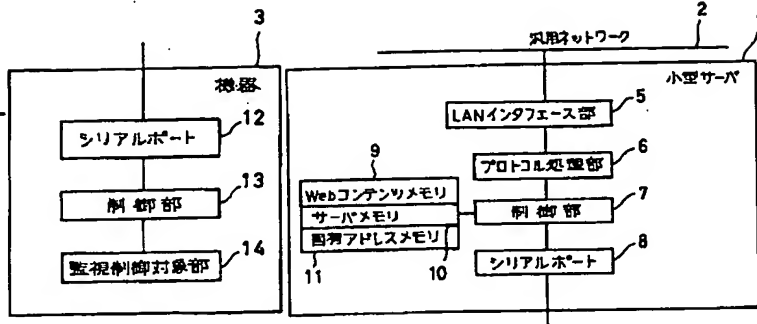 3
機器
シリアルポート
12
制御部
13
監視制御対象部
14
汎用ネットワーク
2
小型サーバ
LANインタフェース部
5
プロトコル処理部
6
9
Webコンテンツメモリ
サーバメモリ
固有アドレスメモリ
11
10
制御部
7
シリアルポート
8